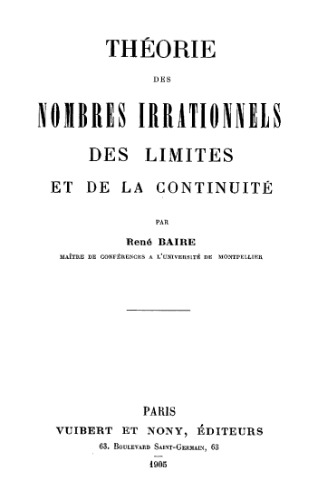 THÉORIE
DES
NOMBRES IRRATIONNELS
DES LIMITES
ET DE LA CONTINUITÉ
PAR
René BAIRE
MAÎTRE DE CONFÉRENCES A L'UNIVERSITÉ DE MONTPELLIER
PARIS
VUIBERT ET NONY, ÉDITEURS
63, BOULEVARD SAINT-GERMAIN, 63
1905